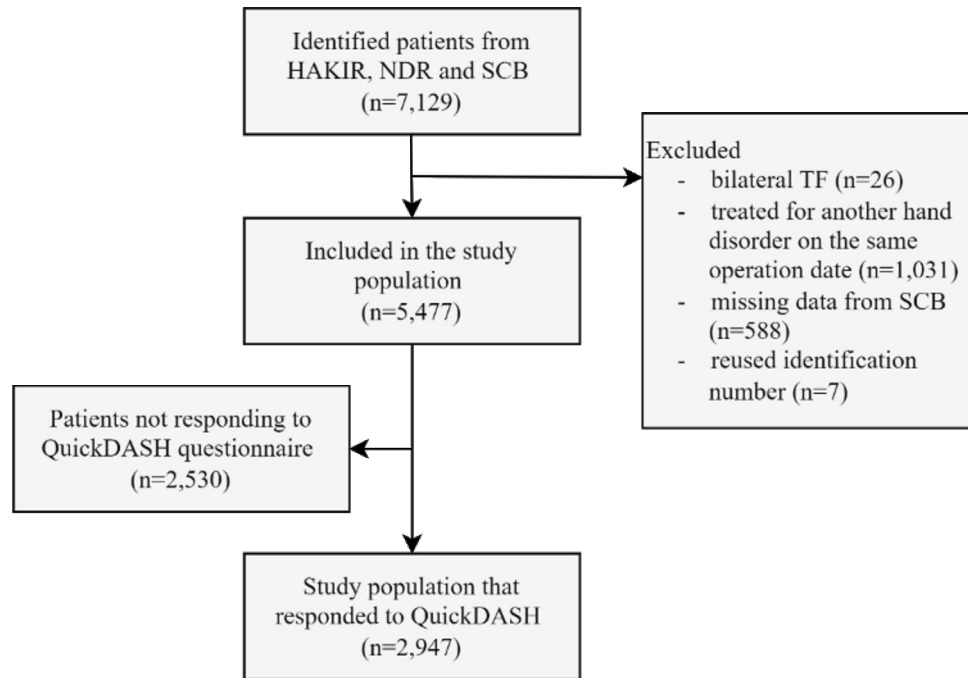 Identified patients from
HAKIR, NDR and SCB
(n=7,129)
Excluded
- bilateral TF (n=26)
- treated for another hand
disorder on the same
operation date (n=1,031)
- missing data from SCB
(n=588)
- reused identification
number (n=7)
Included in the study
population
(n=5,477)
Patients not responding to
QuickDASH questionnaire
(n=2,530)
Study population that
responded to QuickDASH
(n=2,947)